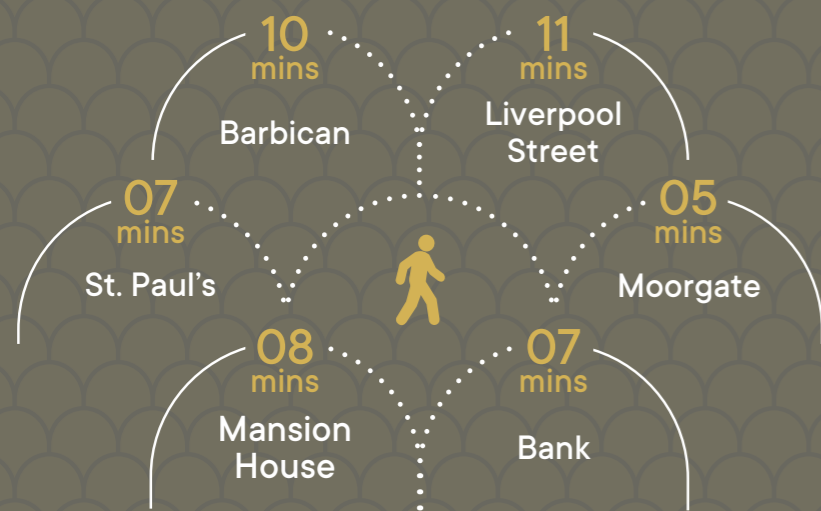 10
mins
Barbican
11
mins
Liverpool
Street
07
mins
St. Paul's
05
mins
Moorgate
08
mins
Mansion
House
07
mins
Bank